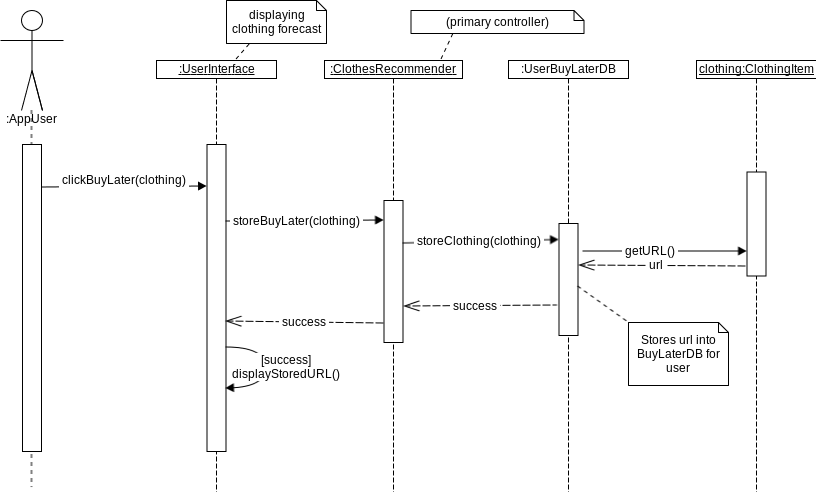 displaying
clothing forecast
(primary controller)
:UserInterface
:ClothesRecommender
:UserBuyLaterDB
clothing:ClothingItem
:AppUser
clickBuyLater(clothing)
storeBuyLater(clothing)
storeClothing(clothing)
getURL()
url
success
success
Stores url into
BuyLaterDB for
user
[success]
displayStoredURL()